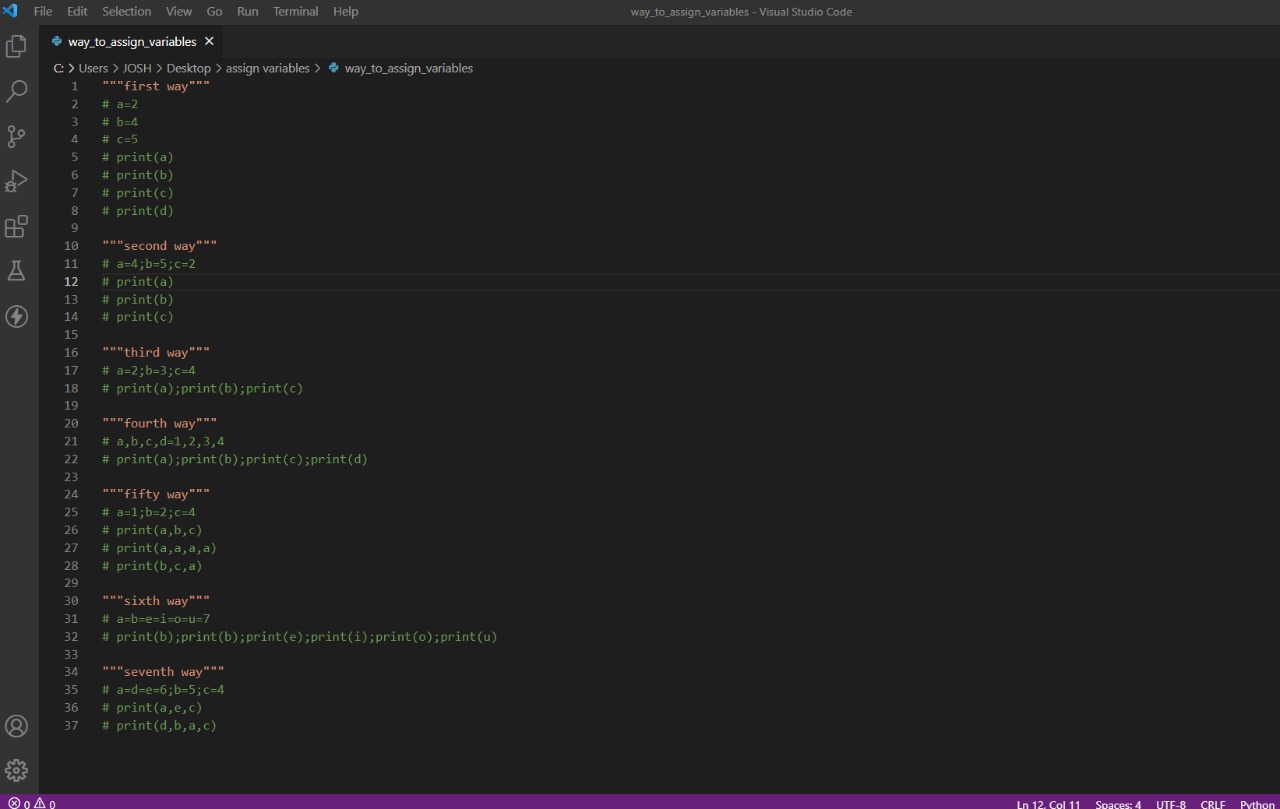 File Edit Selection View Go Run Terminal Help way_to_assign_variables - Visual Studio Code
way_to_assign_variables ×
C: > Users > JOSH > Desktop > assign variables > way_to_assign_variables
1 """first way"""
2 # a=2
3 # b=4
4 # c=5
5 # print(a)
6 # print(b)
7 # print(c)
8 # print(d)
9
10 """second way"""
11 # a=4;b=5;c=2
12 # print(a)
13 # print(b)
14 # print(c)
15
16 """third way"""
17 # a=2;b=3;c=4
18 # print(a);print(b);print(c)
19
20 """fourth way"""
21 # a,b,c,d=1,2,3,4
22 # print(a);print(b);print(c);print(d)
23
24 """fifty way"""
25 # a=1;b=2;c=4
26 # print(a,b,c)
27 # print(a,a,a,a)
28 # print(b,c,a)
29
30 """sixth way"""
31 # a=b=e=i=o=u=7
32 # print(b);print(b);print(e);print(i);print(o);print(u)
33
34 """seventh way"""
35 # a=d=e=6;b=5;c=4
36 # print(a,e,c)
37 # print(d,b,a,c)
0 0 Ln 12, Col 11 Spaces: 4 UTF-8 CRLF Python